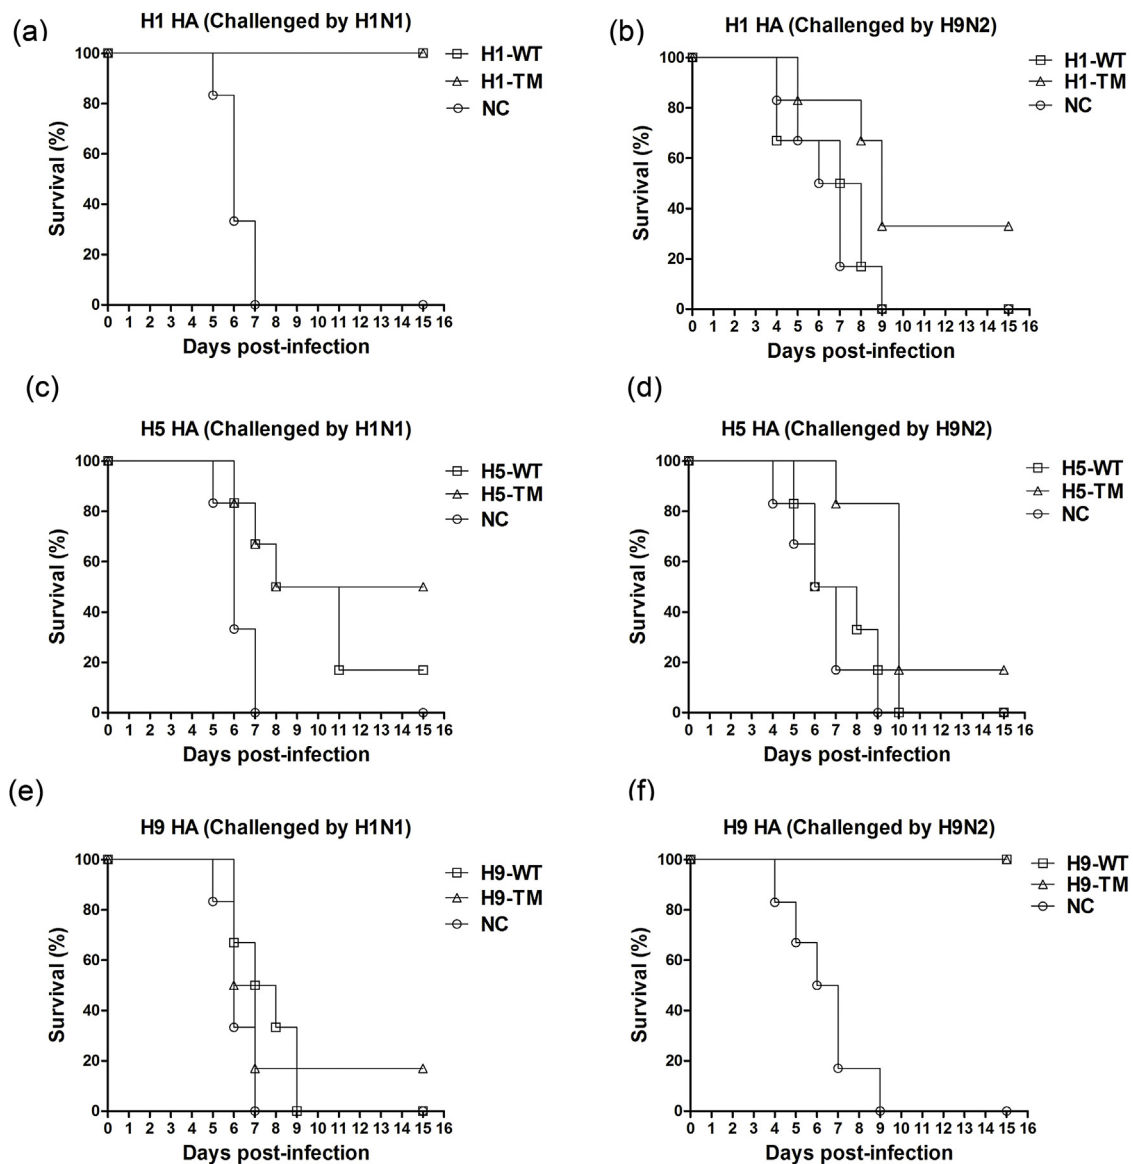 (a)
H1 HA (Challenged by H1N1)
H1-WT
H1-TM
NC
Survival (%)
100
80
60
40
20
0
0 1 2 3 4 5 6 7 8 9 10 11 12 13 14 15 16
Days post-infection
(b)
H1 HA (Challenged by H9N2)
H1-WT
H1-TM
NC
Survival (%)
100
80
60
40
20
0
0 1 2 3 4 5 6 7 8 9 10 11 12 13 14 15 16
Days post-infection
(c)
H5 HA (Challenged by H1N1)
H5-WT
H5-TM
NC
Survival (%)
100
80
60
40
20
0
0 1 2 3 4 5 6 7 8 9 10 11 12 13 14 15 16
Days post-infection
(d)
H5 HA (Challenged by H9N2)
H5-WT
H5-TM
NC
Survival (%)
100
80
60
40
20
0
0 1 2 3 4 5 6 7 8 9 10 11 12 13 14 15 16
Days post-infection
(e)
H9 HA (Challenged by H1N1)
H9-WT
H9-TM
NC
Survival (%)
100
80
60
40
20
0
0 1 2 3 4 5 6 7 8 9 10 11 12 13 14 15 16
Days post-infection
(f)
H9 HA (Challenged by H9N2)
H9-WT
H9-TM
NC
Survival (%)
100
80
60
40
20
0
0 1 2 3 4 5 6 7 8 9 10 11 12 13 14 15 16
Days post-infection